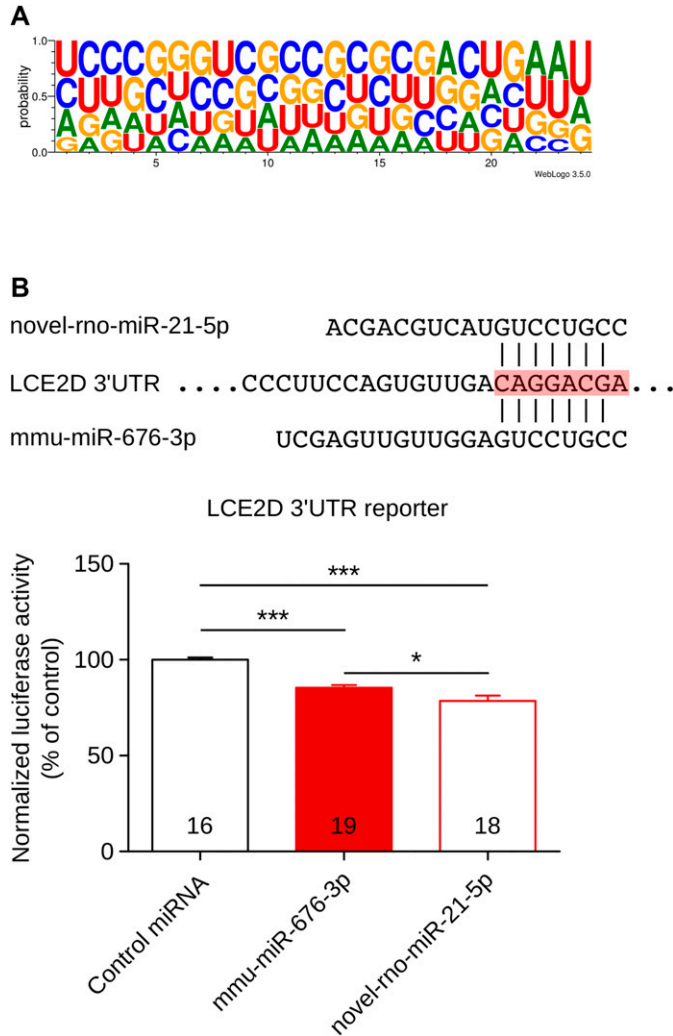 A
1.0
probability
0.5
0.0
UCCCGGGUCGCCGCGCGACUGAAU
5
10
15
20
WebLogo 3.5.0
B
novel-rno-miR-21-5p ACGACGUCAUGUCCUGCC
LCE2D 3'UTR ....CCCUUCCAGUGUUGACAGGACGA...
mmu-miR-676-3p UCGAGUUGUUGGAGUCCUGCC
LCE2D 3'UTR reporter
Normalized luciferase activity
(% of control)
150
100
50
0
***
***
*
16
19
18
Control miRNA
mmu-miR-676-3p
novel-rno-miR-21-5p